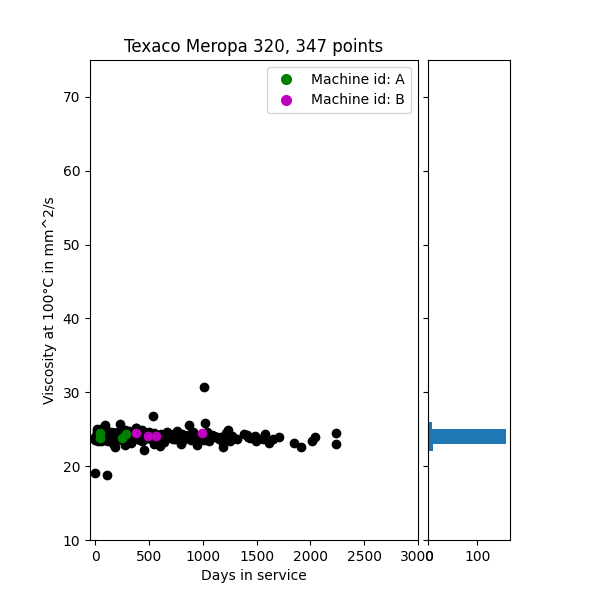 Texaco Meropa 320, 347 points
Machine id: A
Machine id: B
Viscosity at 100°C in mm^2/s
70
60
50
40
30
20
10
0 500 1000 1500 2000 2500 3000
0 100
Days in service